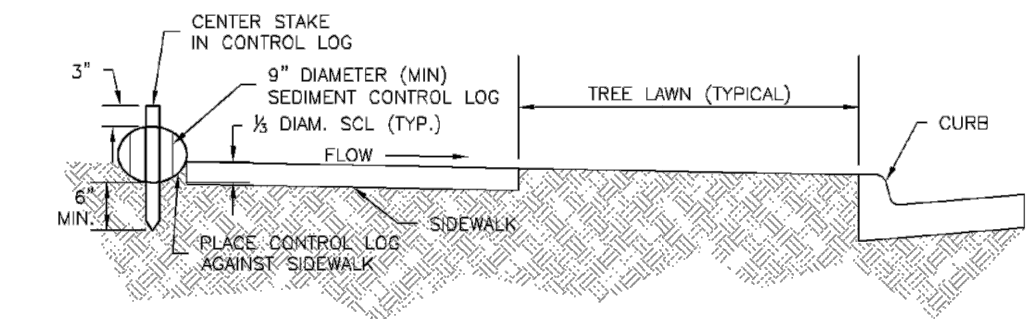 CENTER STAKE
IN CONTROL LOG
3"
9" DIAMETER (MIN)
SEDIMENT CONTROL LOG
⅓ DIAM. SCL (TYP.)
FLOW
TREE LAWN (TYPICAL)
CURB
6"
MIN.
SIDEWALK
PLACE CONTROL LOG
AGAINST SIDEWALK